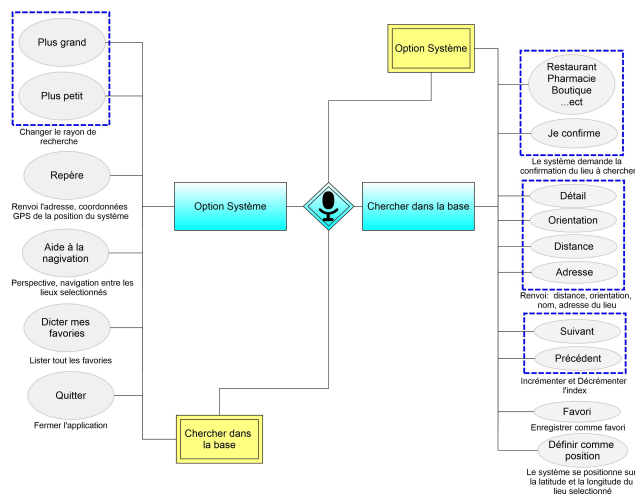 Plus grand
Plus petit
Changer le rayon de
recherche
Repère
Renvoi l'adresse, coordonnées
GPS de la position du système
Aide à la
nagivation
Perspective, navigation entre les
lieux selectionnés
Dicter mes
favories
Lister tout les favories
Quitter
Fermer l'application
Option Système
Chercher dans
la base
Option Système
Chercher dans la base
Restaurant
Pharmacie
Boutique
...ect
Je confirme
Le système demande la
confirmation du lieu à chercher
Détail
Orientation
Distance
Adresse
Renvoi: distance, orientation,
nom, adresse du lieu
Suivant
Précédent
Incrémenter et Décrémenter
l'index
Favori
Enregistrer comme favori
Définir comme
position
Le système se positionne sur
la latitude et la longitude du
lieu selectionné